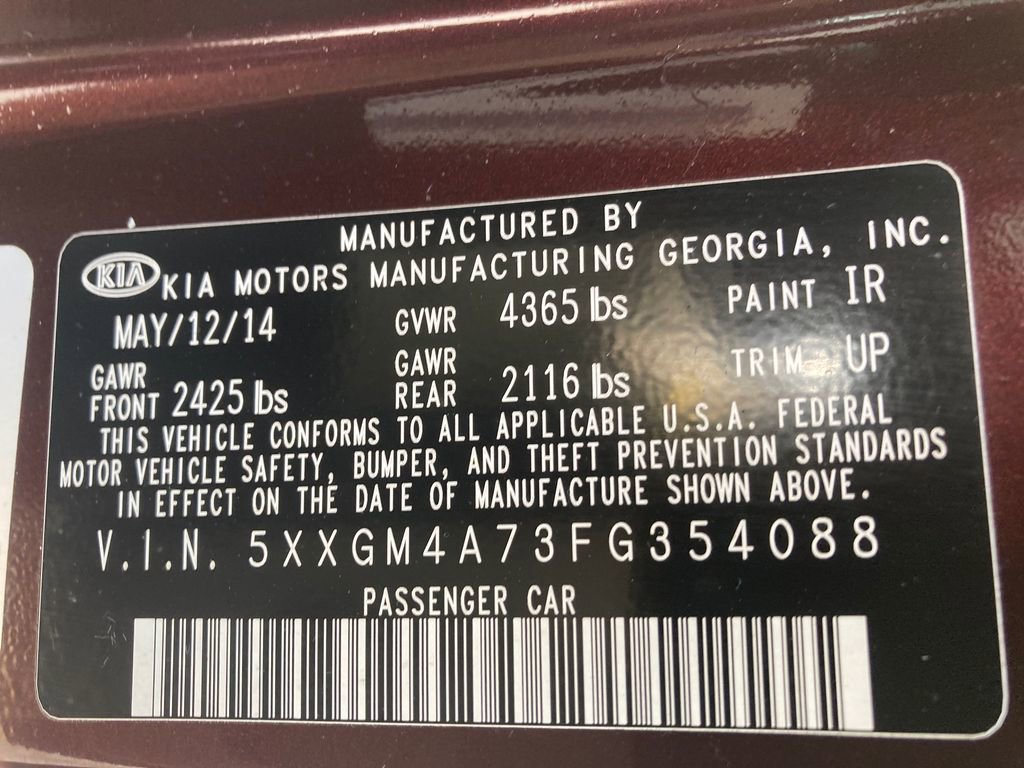 MANUFACTURED BY
KIA KIA MOTORS MANUFACTURING GEORGIA, INC.
MAY/12/14 GVWR 4365 lbs PAINT IR
GAWR FRONT 2425 lbs GAWR REAR 2116 lbs TRIM UP
THIS VEHICLE CONFORMS TO ALL APPLICABLE U.S.A. FEDERAL
MOTOR VEHICLE SAFETY, BUMPER, AND THEFT PREVENTION STANDARDS
IN EFFECT ON THE DATE OF MANUFACTURE SHOWN ABOVE.
V.I.N. 5XXGM4A73FG354088
PASSENGER CAR